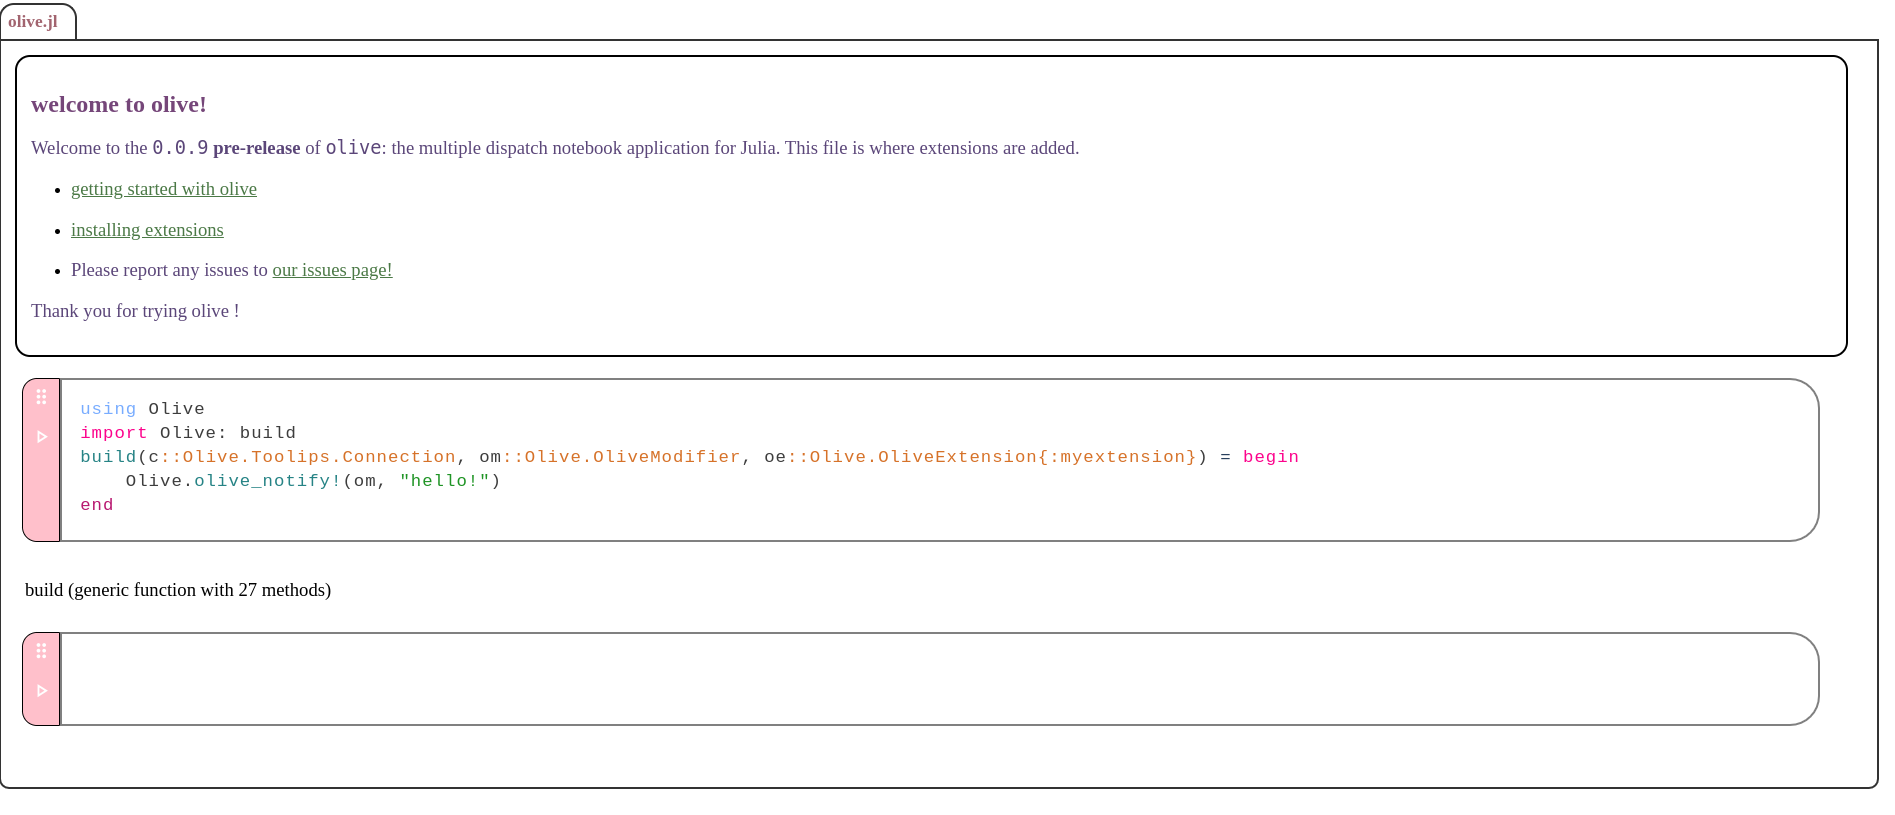 olive.jl
welcome to olive!
Welcome to the 0.0.9 pre-release of olive: the multiple dispatch notebook application for Julia. This file is where extensions are added.
getting started with olive
installing extensions
Please report any issues to our issues page!
Thank you for trying olive !
using Olive
import Olive: build
build(c::Olive.Toolips.Connection, om::Olive.OliveModifier, oe::Olive.OliveExtension{:myextension}) = begin
    Olive.olive_notify!(om, "hello!")
end
build (generic function with 27 methods)